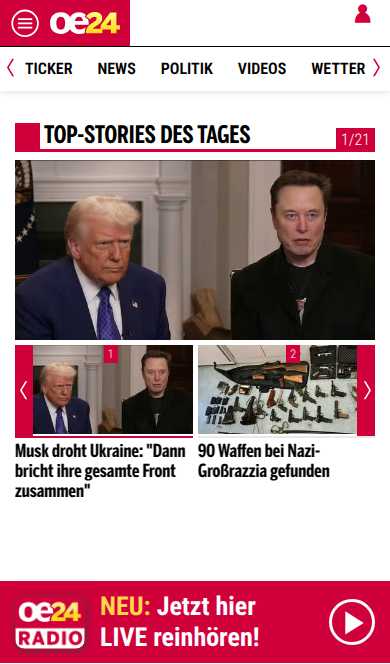 oe24
TICKER NEWS POLITIK VIDEOS WETTER
TOP-STORIES DES TAGES
1/21
1
2
Musk droht Ukraine: "Dann
bricht ihre gesamte Front
zusammen"
90 Waffen bei Nazi-
Großrazzia gefunden
oe24
RADIO
NEU: Jetzt hier
LIVE reinhören!